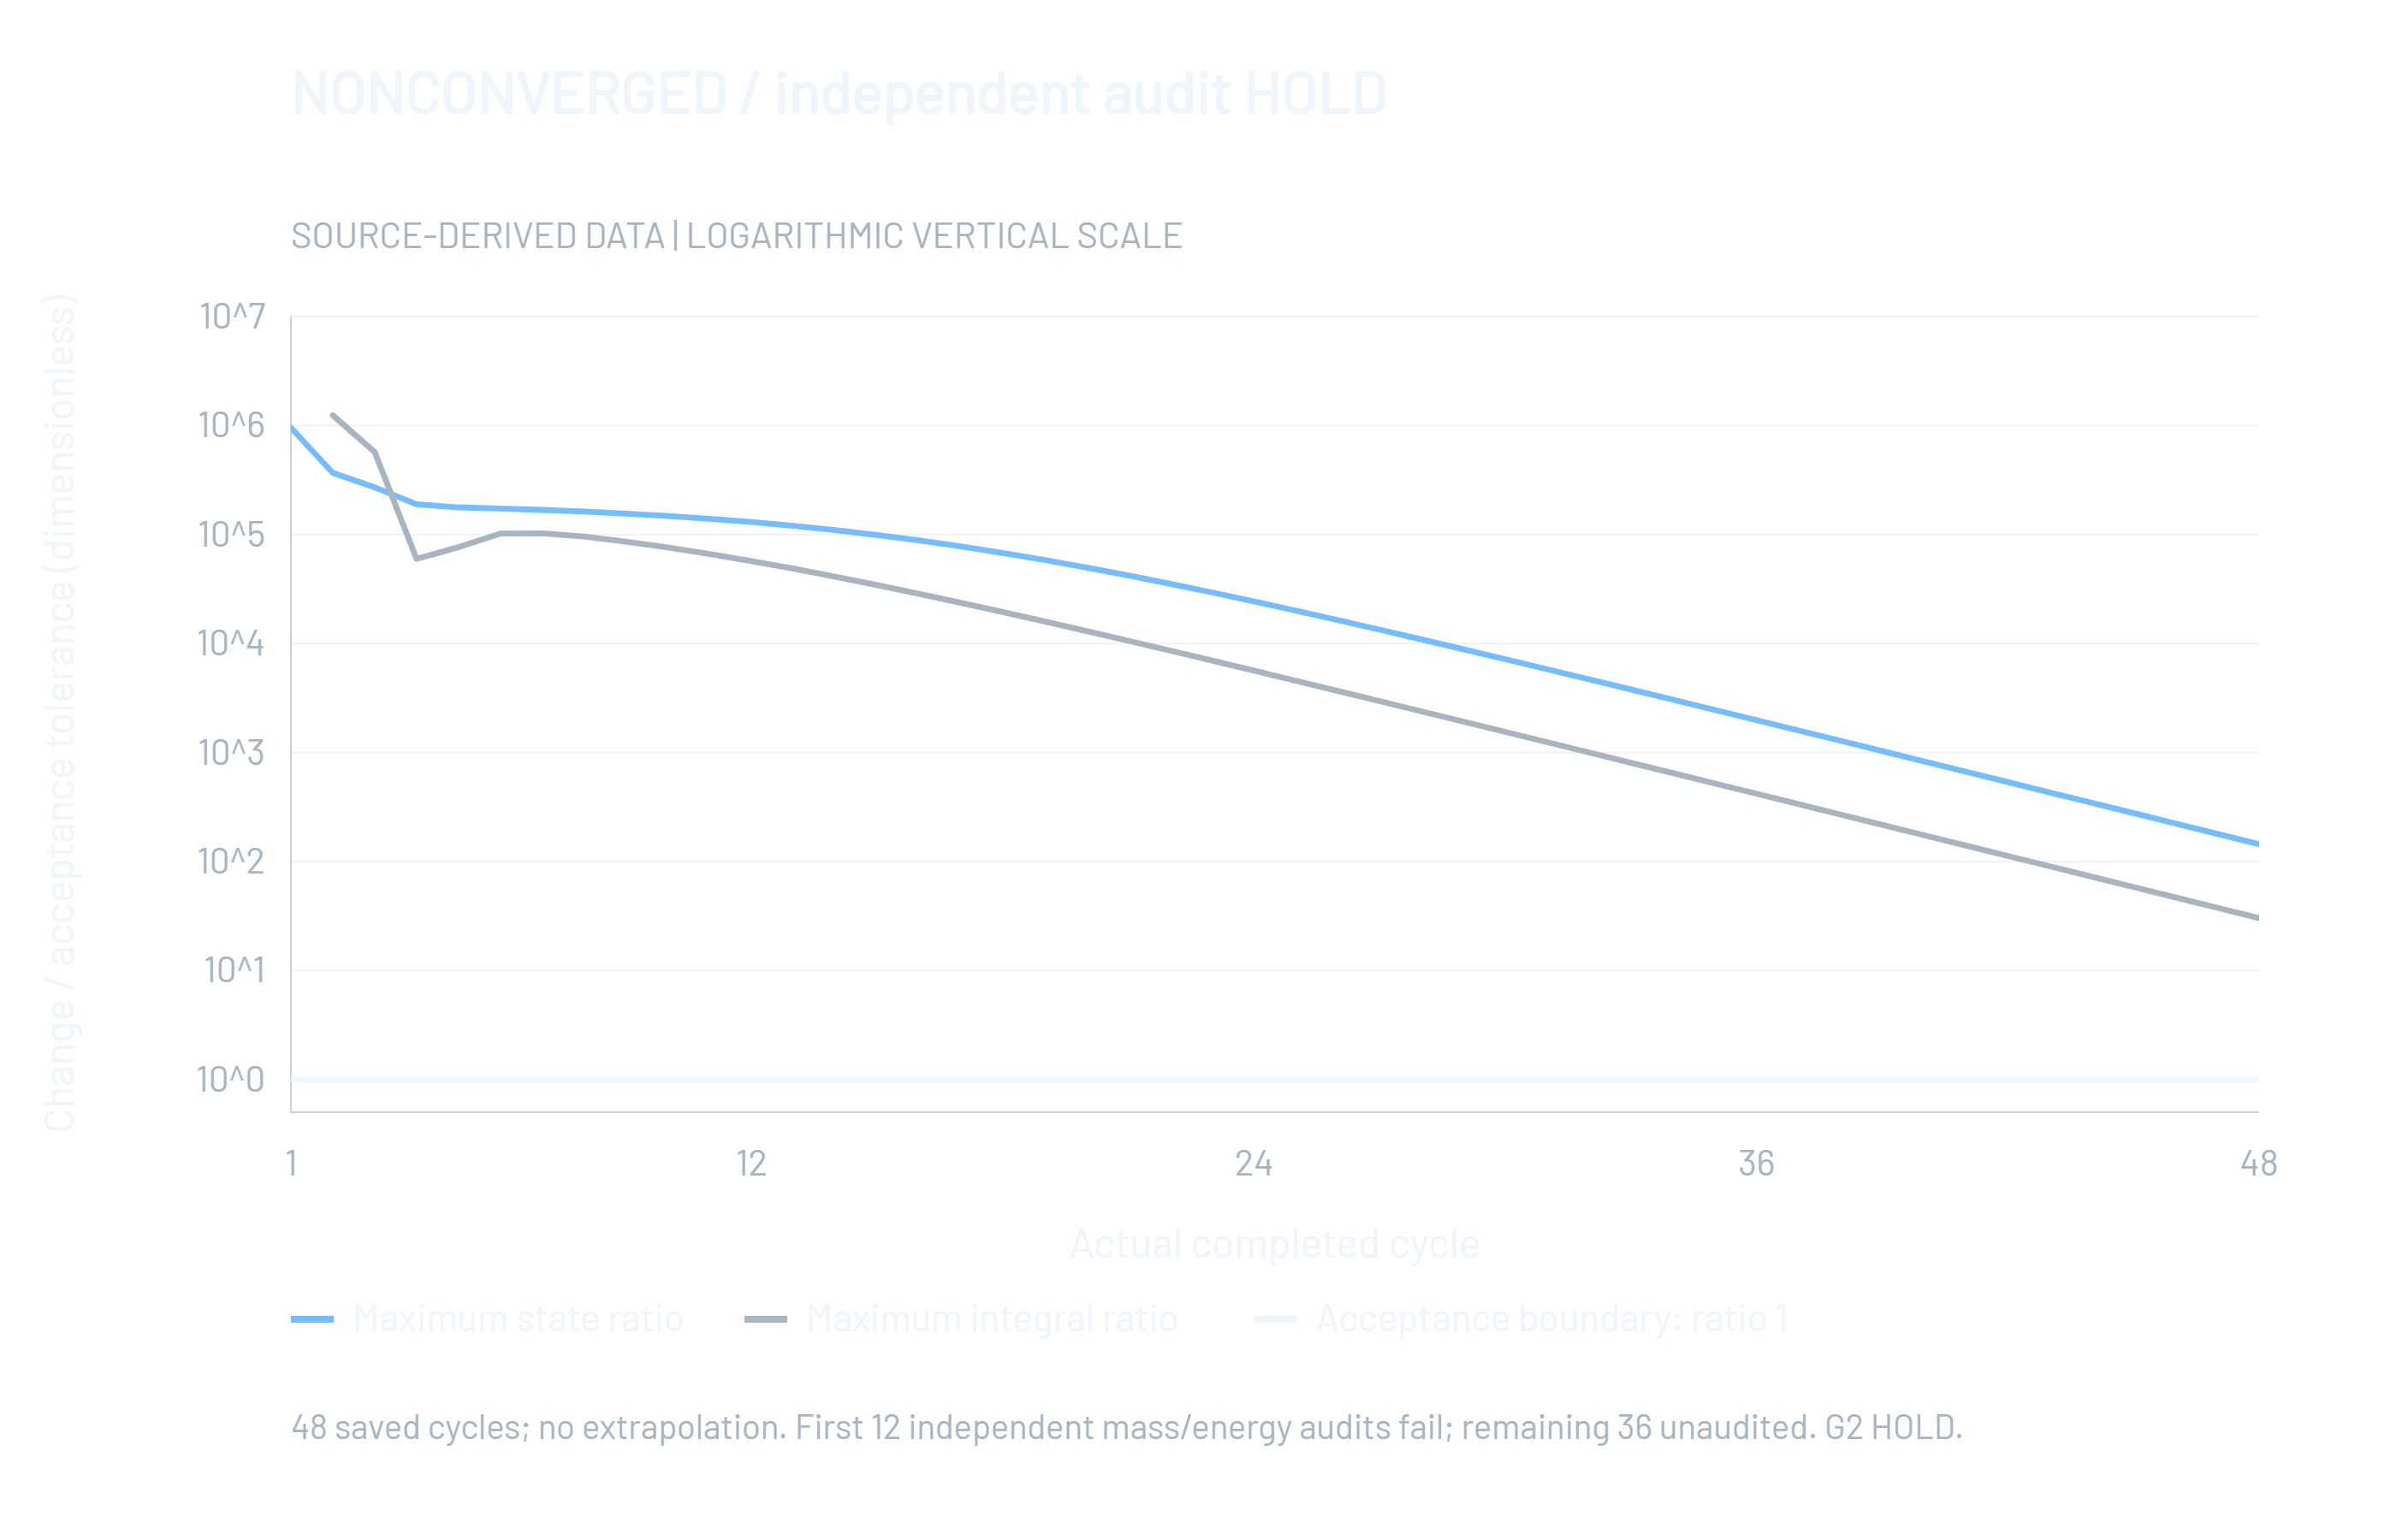 NONCONVERGED / independent audit HOLD
SOURCE-DERIVED DATA | LOGARITHMIC VERTICAL SCALE
Change / acceptance tolerance (dimensionless)
10^7
10^6
10^5
10^4
10^3
10^2
10^1
10^0
1 12 24 36 48
Actual completed cycle
Maximum state ratio Maximum integral ratio Acceptance boundary: ratio 1
48 saved cycles; no extrapolation. First 12 independent mass/energy audits fail; remaining 36 unaudited. G2 HOLD.